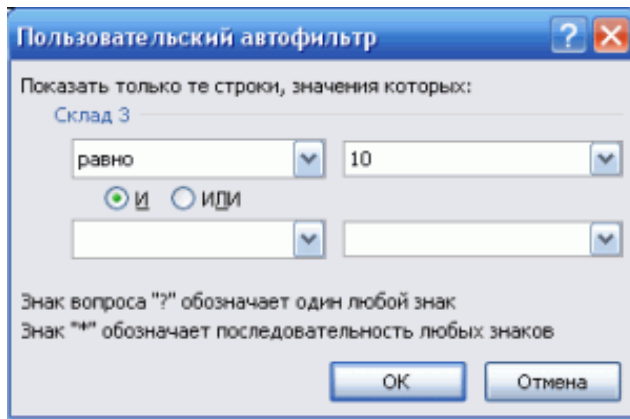 Пользовательский автофильтр
Показать только те строки, значения которых:
Склад 3
равно 10
И ИЛИ
Знак вопроса "?" обозначает один любой знак
Знак "*" обозначает последовательность любых знаков
ОК Отмена